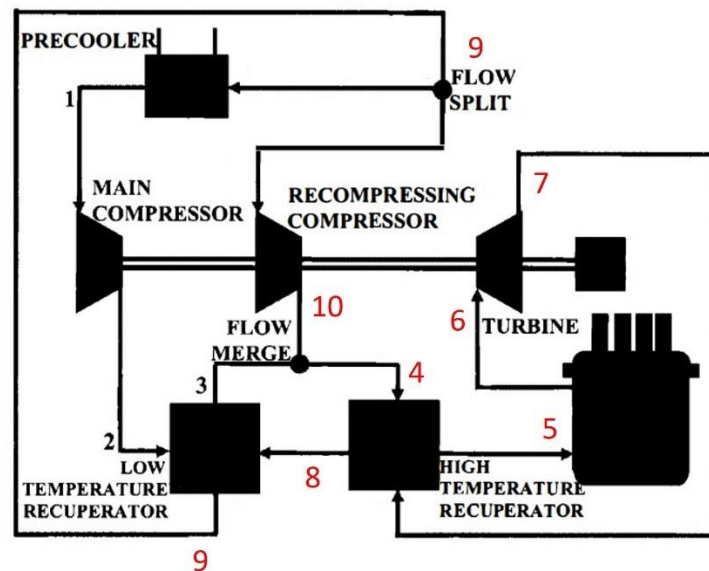 9
PRECOOLER
FLOW
SPLIT
1
7
MAIN
COMPRESSOR
RECOMPRESSING
COMPRESSOR
10
6
TURBINE
FLOW
MERGE
3
4
2
5
LOW
TEMPERATURE
RECUPERATOR
8
HIGH
TEMPERATURE
RECUPERATOR
9